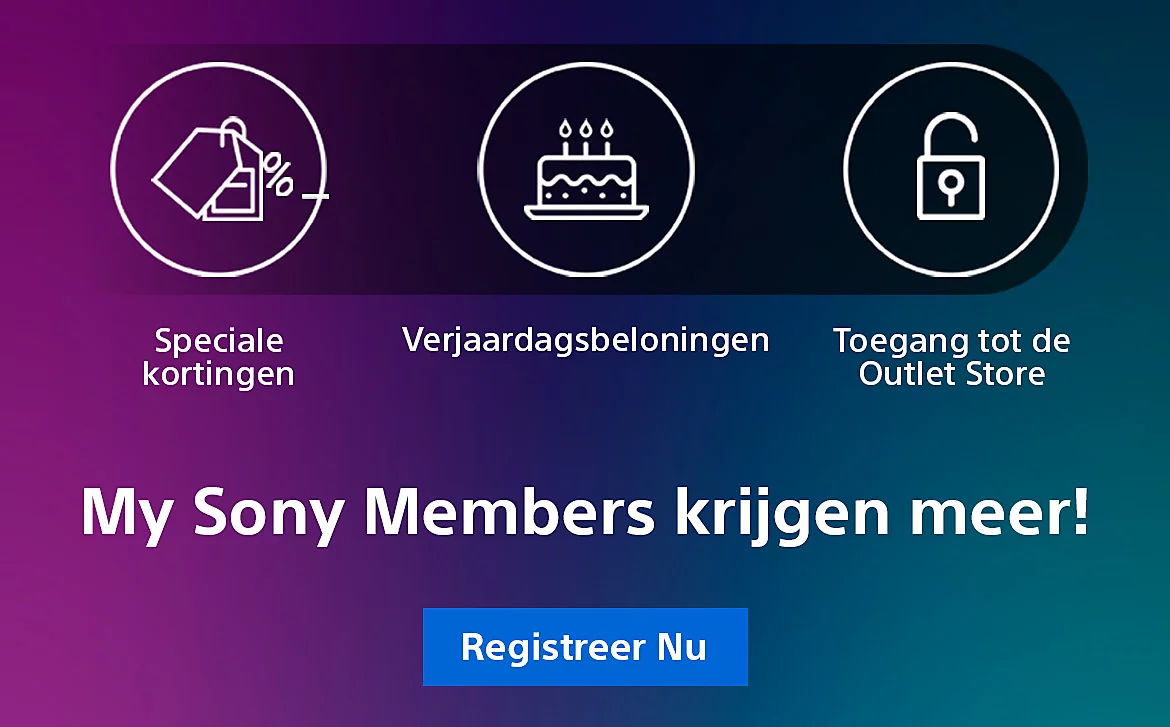 %
Speciale
kortingen
Verjaardagsbeloningen
Toegang tot de
Outlet Store
My Sony Members krijgen meer!
Registreer Nu